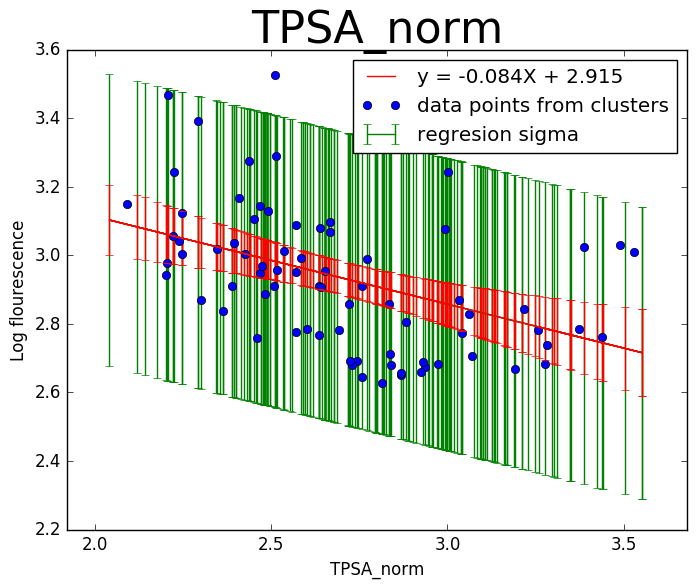 TPSA_norm
y = -0.084X + 2.915
data points from clusters
regresion sigma
3.6
3.4
3.2
3.0
2.8
2.6
2.4
2.2
Log flourescence
2.0
2.5
3.0
3.5
TPSA_norm